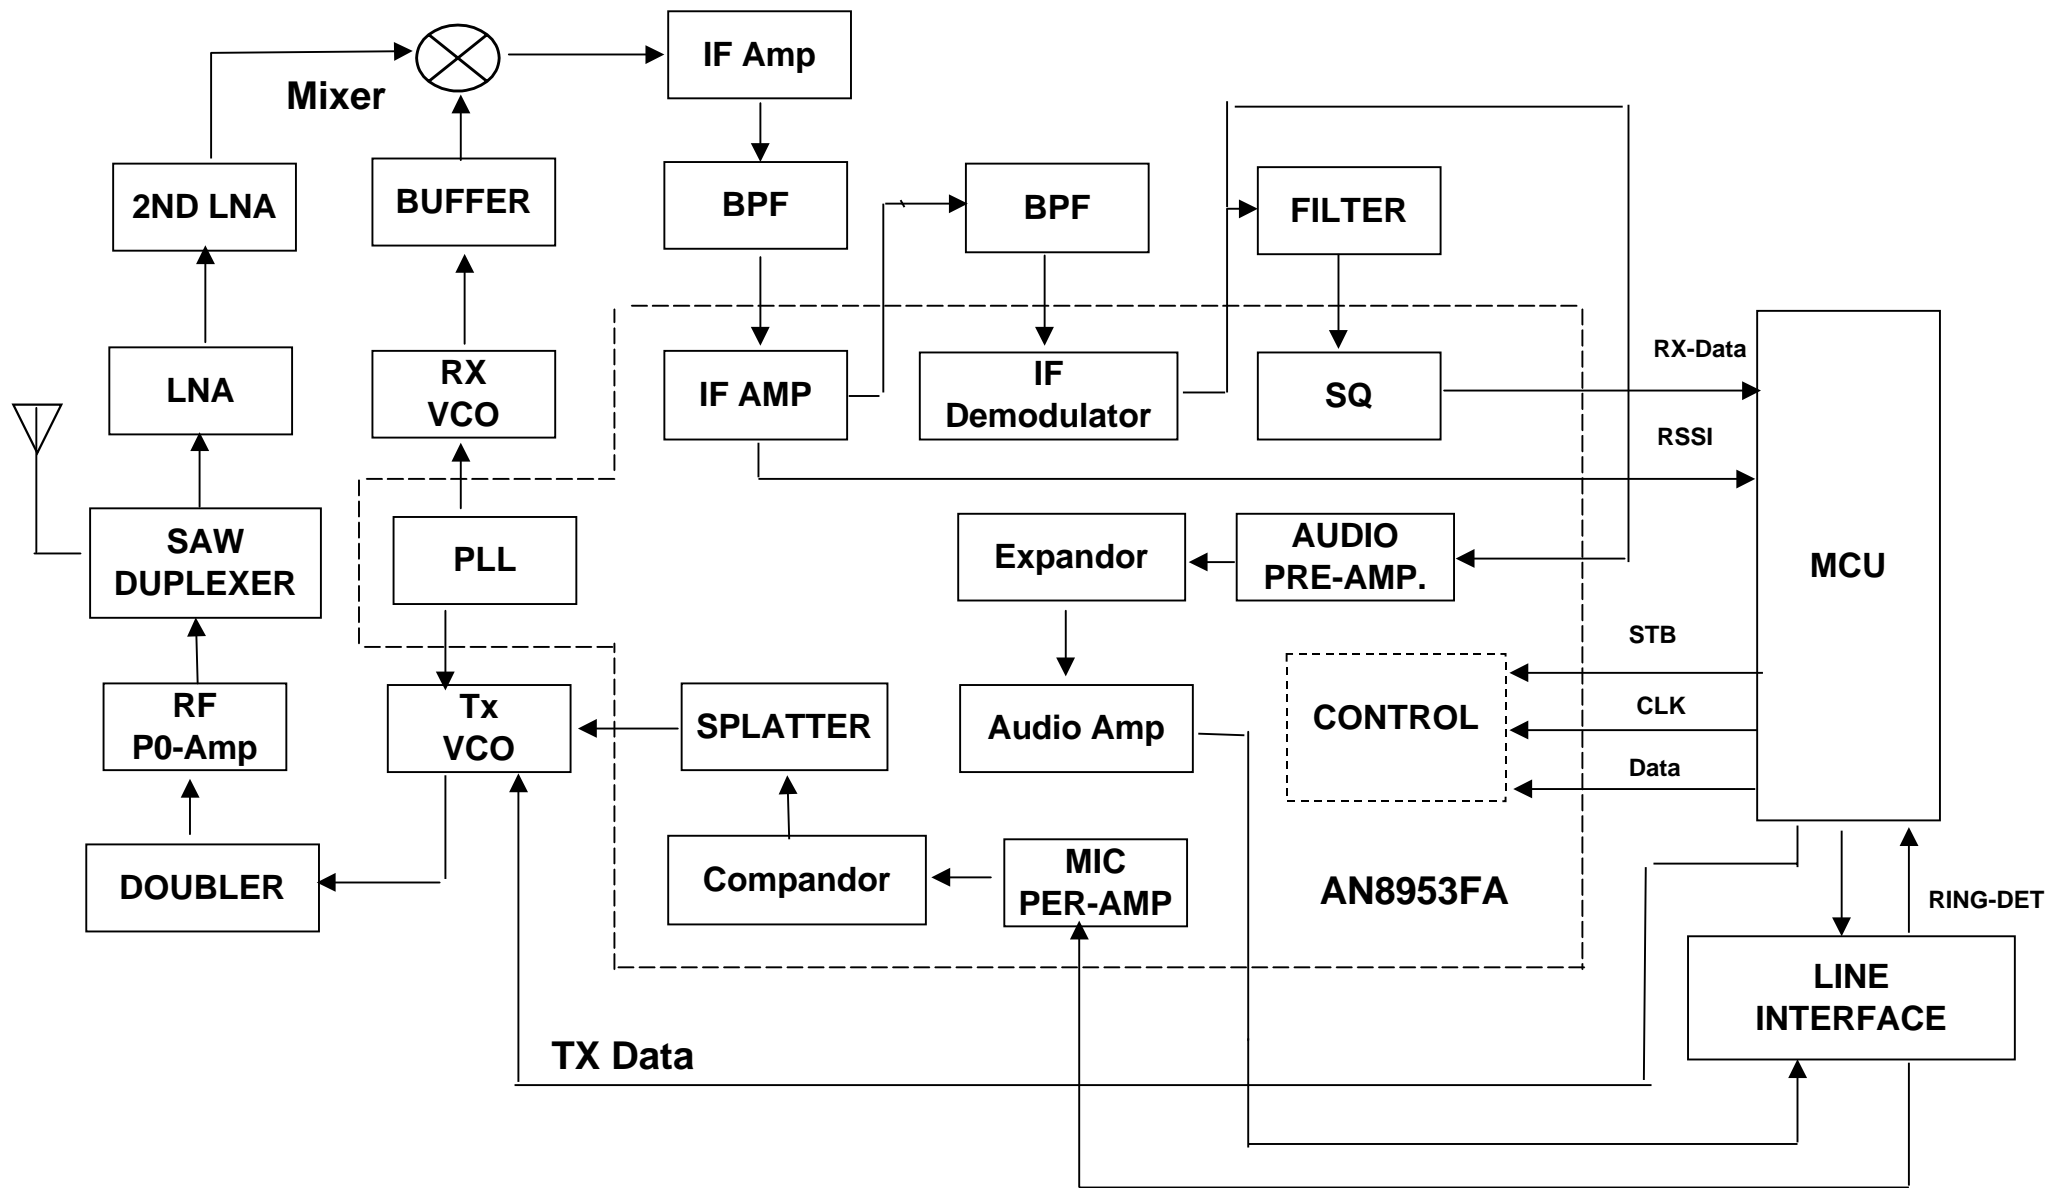 IF Amp
Mixer
2ND LNA
BUFFER
BPF
BPF
FILTER
LNA
RX
VCO
IF AMP
IF
Demodulator
SQ
RX-Data
RSSI
SAW
DUPLEXER
PLL
Expandor
AUDIO
PRE-AMP.
MCU
STB
RF
P0-Amp
Tx
VCO
SPLATTER
Audio Amp
CONTROL
CLK
Data
DOUBLER
Compandor
MIC
PER-AMP
AN8953FA
RING-DET
LINE
INTERFACE
TX Data